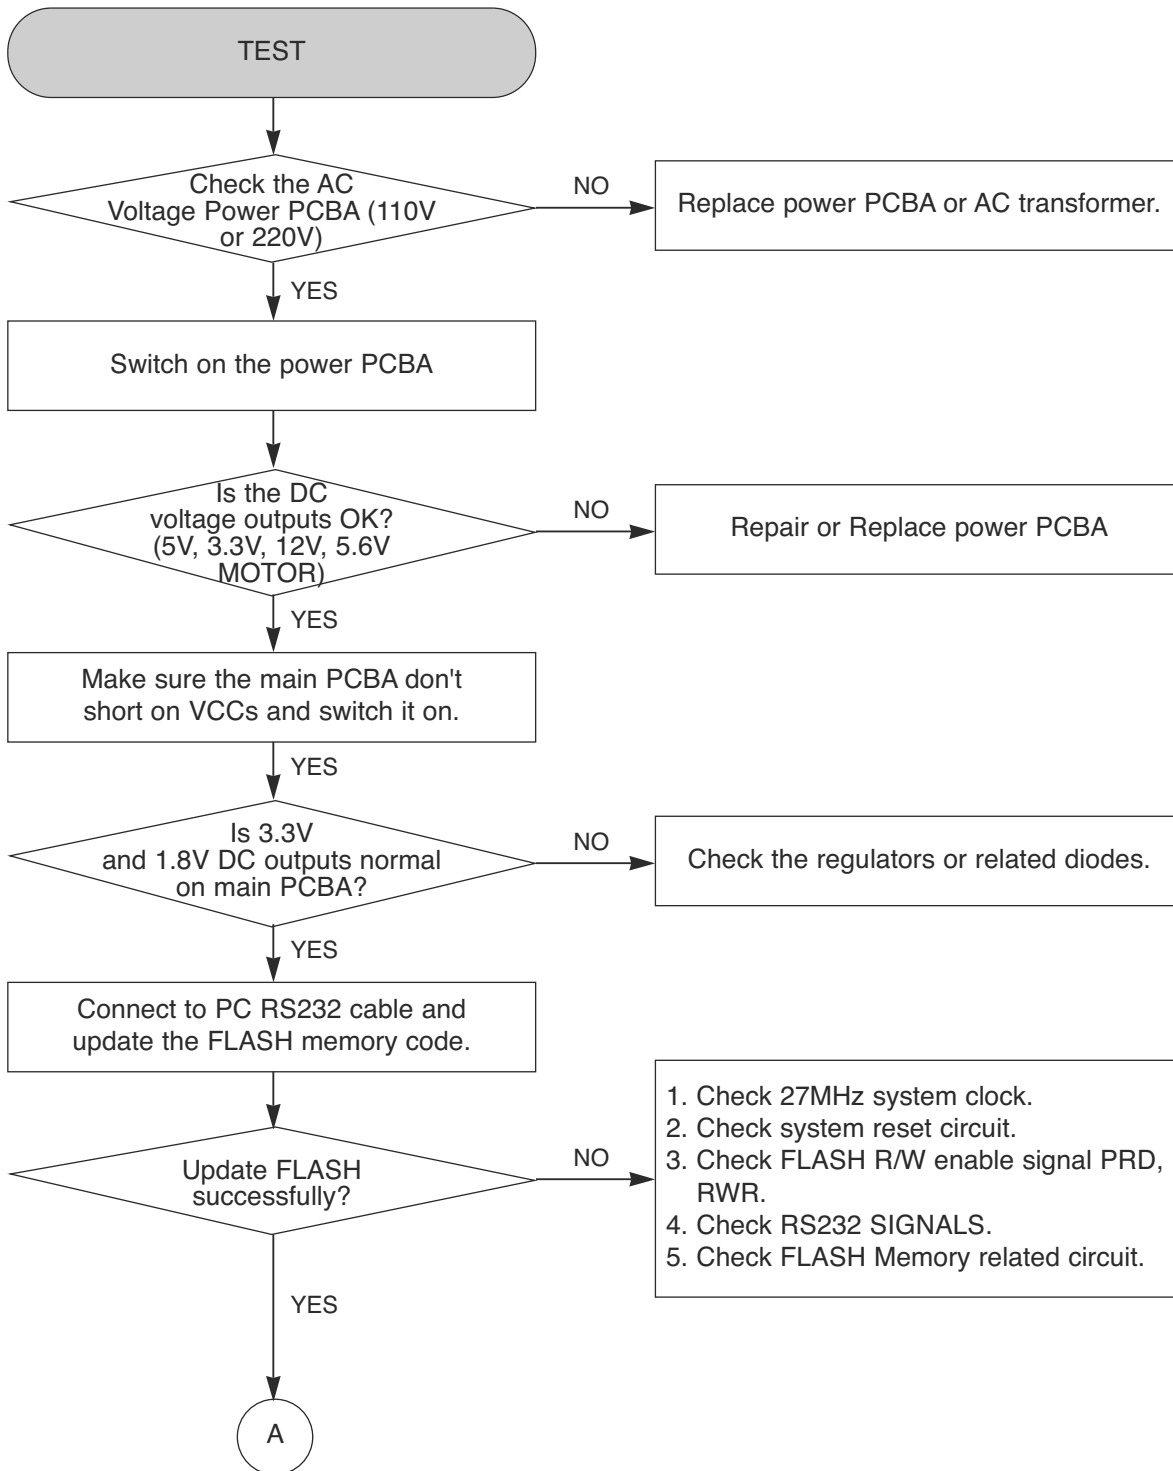 TEST
Check the AC
Voltage Power PCBA (110V
or 220V)
NO
Replace power PCBA or AC transformer.
YES
Switch on the power PCBA
Is the DC
voltage outputs OK?
(5V, 3.3V, 12V, 5.6V
MOTOR)
NO
Repair or Replace power PCBA
YES
Make sure the main PCBA don't
short on VCCs and switch it on.
YES
Is 3.3V
and 1.8V DC outputs normal
on main PCBA?
NO
Check the regulators or related diodes.
YES
Connect to PC RS232 cable and
update the FLASH memory code.
Update FLASH
successfully?
NO
1. Check 27MHz system clock.
2. Check system reset circuit.
3. Check FLASH R/W enable signal PRD,
RWR.
4. Check RS232 SIGNALS.
5. Check FLASH Memory related circuit.
YES
A